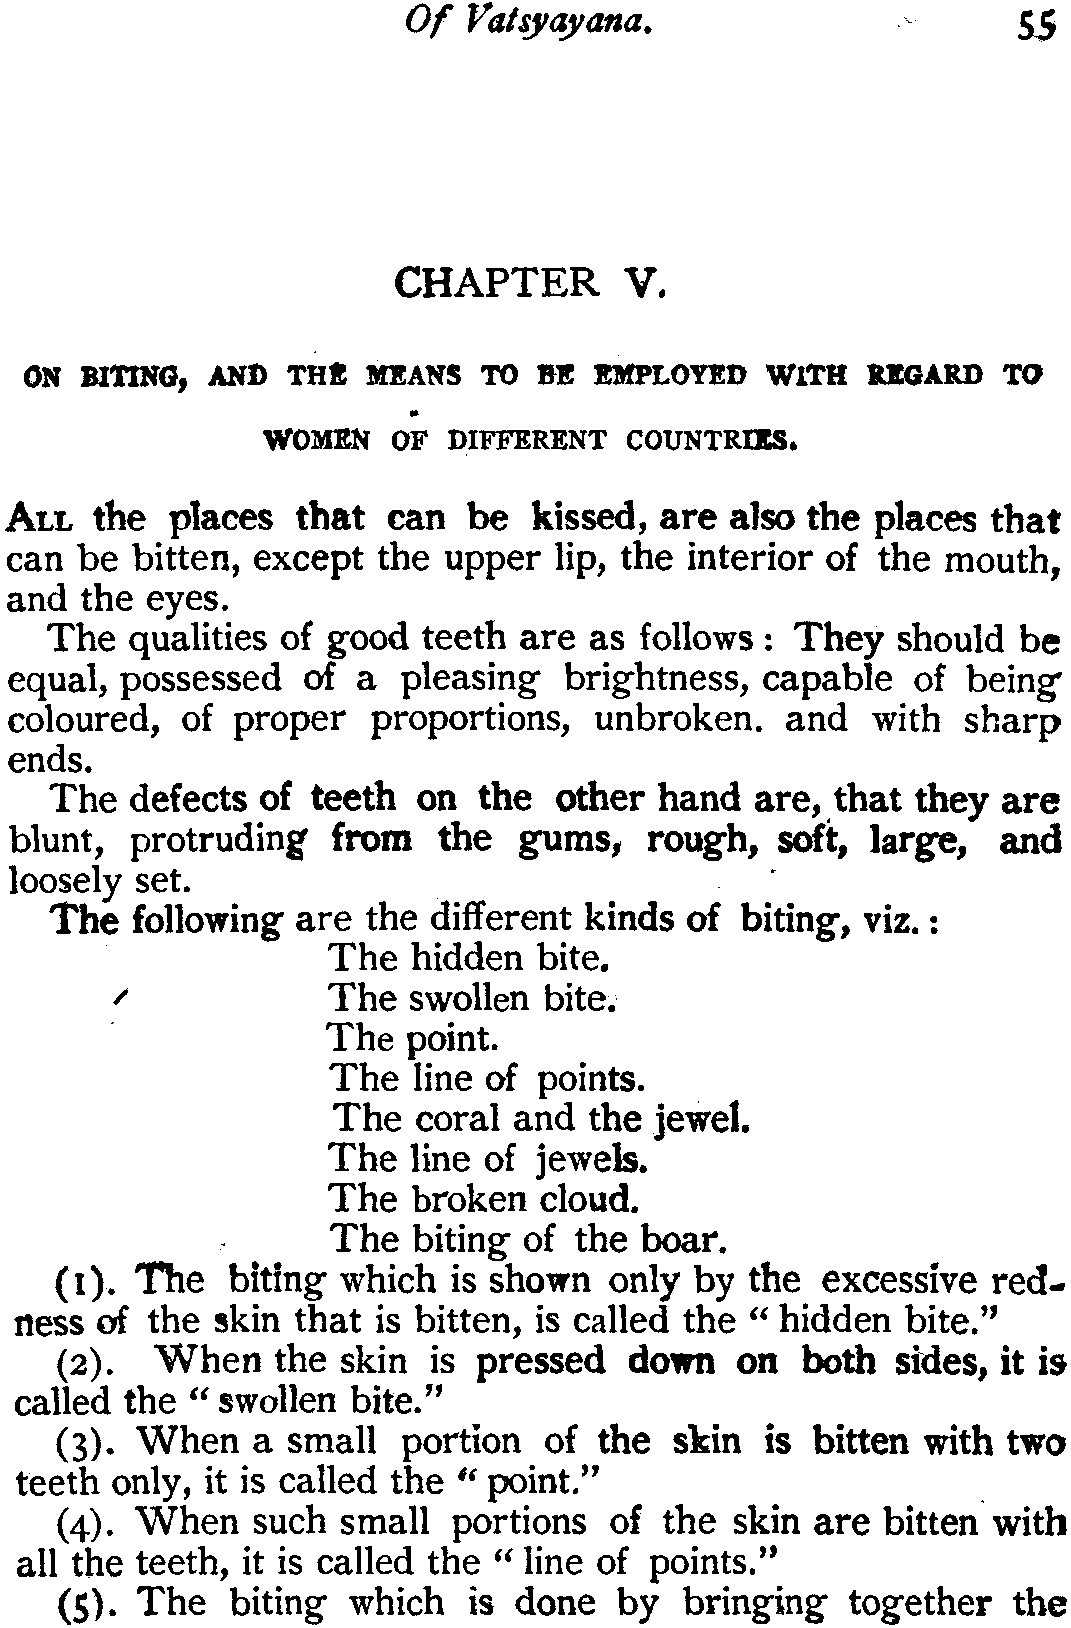 Of Vatsyayana. 55
CHAPTER V.
ON BITING, AND THE MEANS TO BE EMPLOYED WITH REGARD TO
WOMEN OF DIFFERENT COUNTRIES.
ALL the places that can be kissed, are also the places that
can be bitten, except the upper lip, the interior of the mouth,
and the eyes.
The qualities of good teeth are as follows : They should be
equal, possessed of a pleasing brightness, capable of being
coloured, of proper proportions, unbroken. and with sharp
ends.
The defects of teeth on the other hand are, that they are
blunt, protruding from the gums, rough, soft, large, and
loosely set.
The following are the different kinds of biting, viz. :
The hidden bite.
The swollen bite.
The point.
The line of points.
The coral and the jewel.
The line of jewels.
The broken cloud.
The biting of the boar.
(1). The biting which is shown only by the excessive red-
ness of the skin that is bitten, is called the “ hidden bite.”
(2). When the skin is pressed down on both sides, it is
called the “ swollen bite.”
(3). When a small portion of the skin is bitten with two
teeth only, it is called the “ point.”
(4). When such small portions of the skin are bitten with
all the teeth, it is called the “ line of points.”
(5). The biting which is done by bringing together the